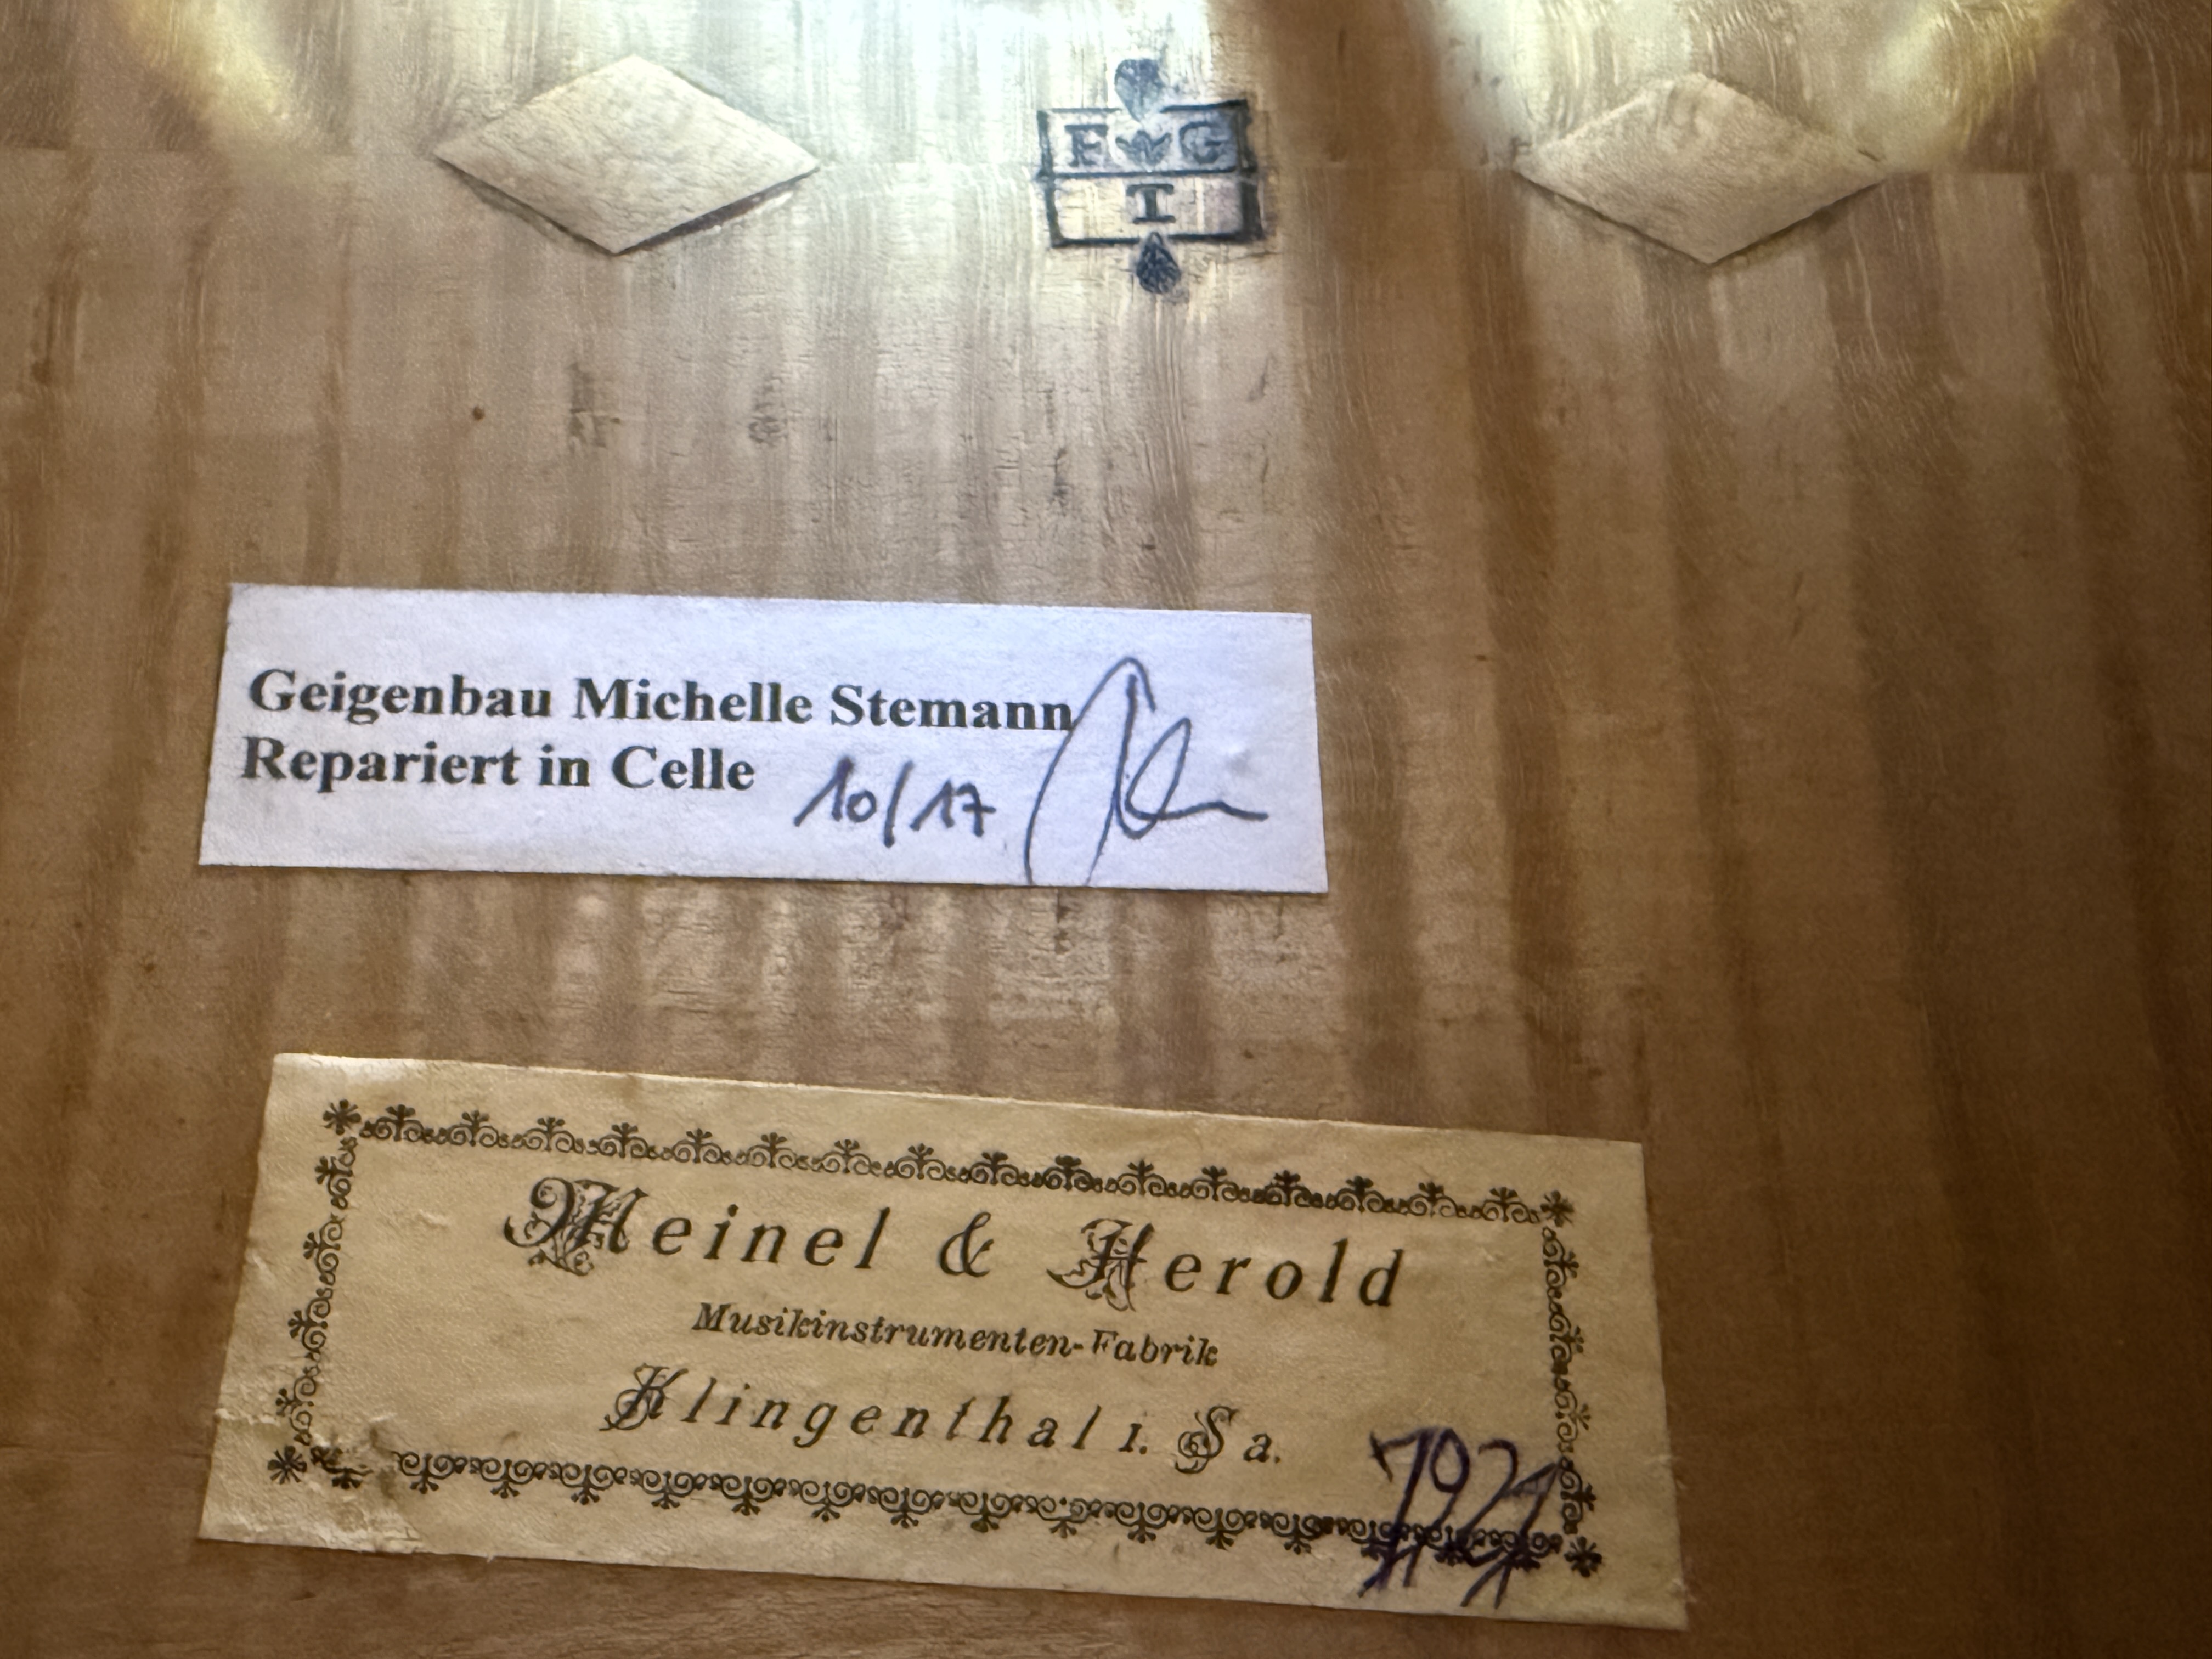 F G
I
Geigenbau Michelle Stemann
Repariert in Celle 10/17
Meinel & Herold
Musikinstrumenten-Fabrik
Klingenthal i. Sa.